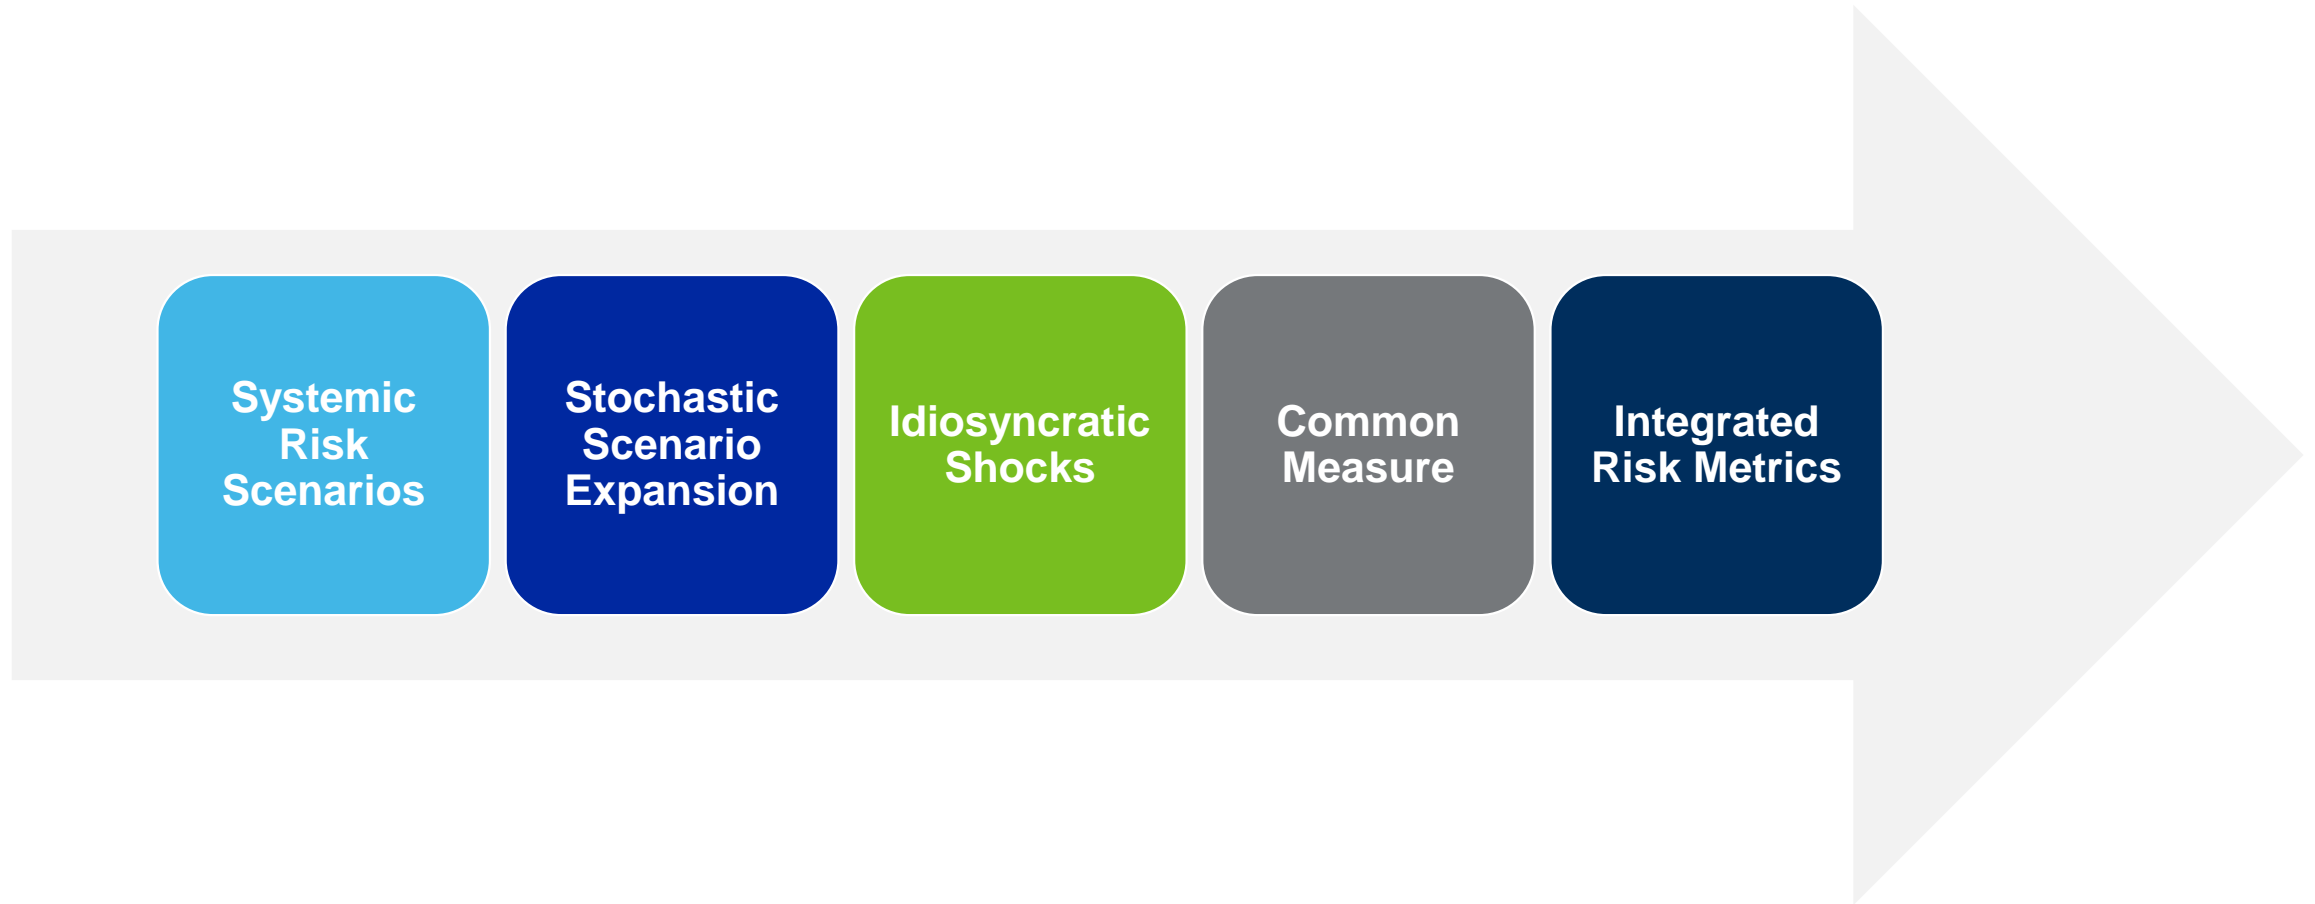 Systemic
Risk
Scenarios
Stochastic
Scenario
Expansion
Idiosyncratic
Shocks
Common
Measure
Integrated
Risk Metrics